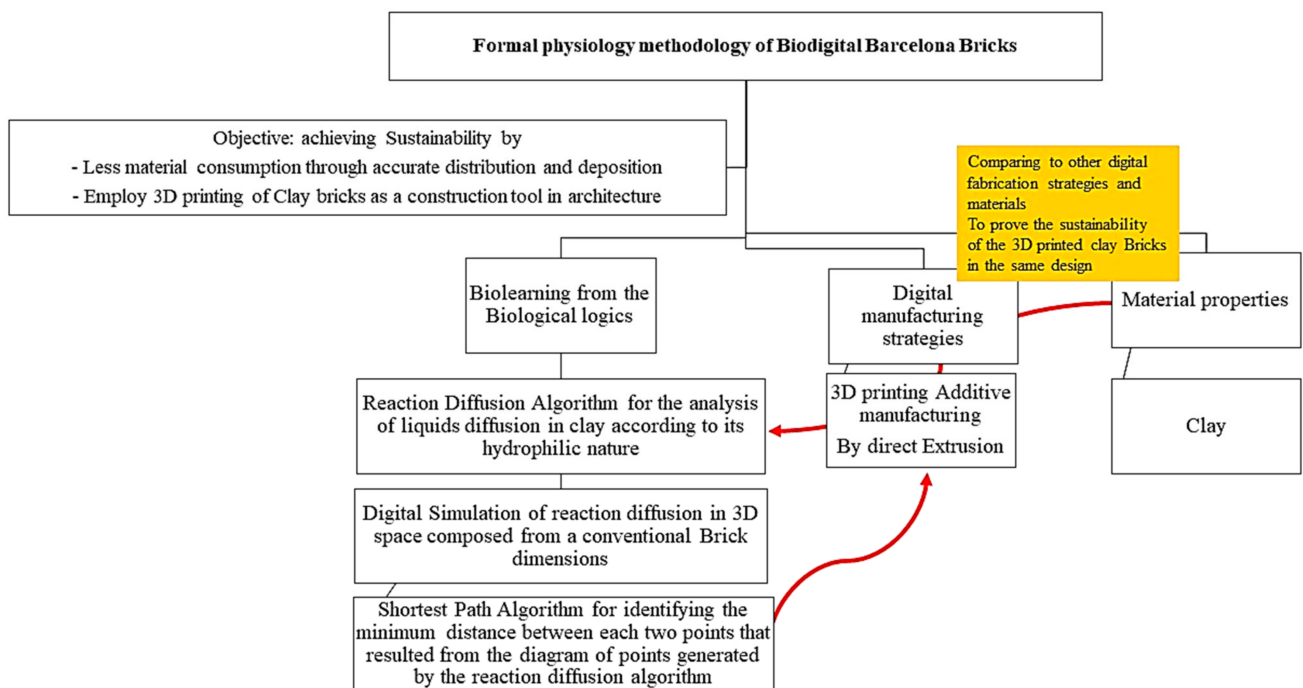 Formal physiology methodology of Biodigital Barcelona Bricks
Objective: achieving Sustainability by
- Less material consumption through accurate distribution and deposition
- Employ 3D printing of Clay bricks as a construction tool in architecture
Comparing to other digital
fabrication strategies and
materials
To prove the sustainability
of the 3D printed clay Bricks
in the same design
Biolearning from the
Biological logics
Digital
manufacturing
strategies
Material properties
Reaction Diffusion Algorithm for the analysis
of liquids diffusion in clay according to its
hydrophilic nature
3D printing Additive
manufacturing
By direct Extrusion
Clay
Digital Simulation of reaction diffusion in 3D
space composed from a conventional Brick
dimensions
Shortest Path Algorithm for identifying the
minimum distance between each two points that
resulted from the diagram of points generated
by the reaction diffusion algorithm